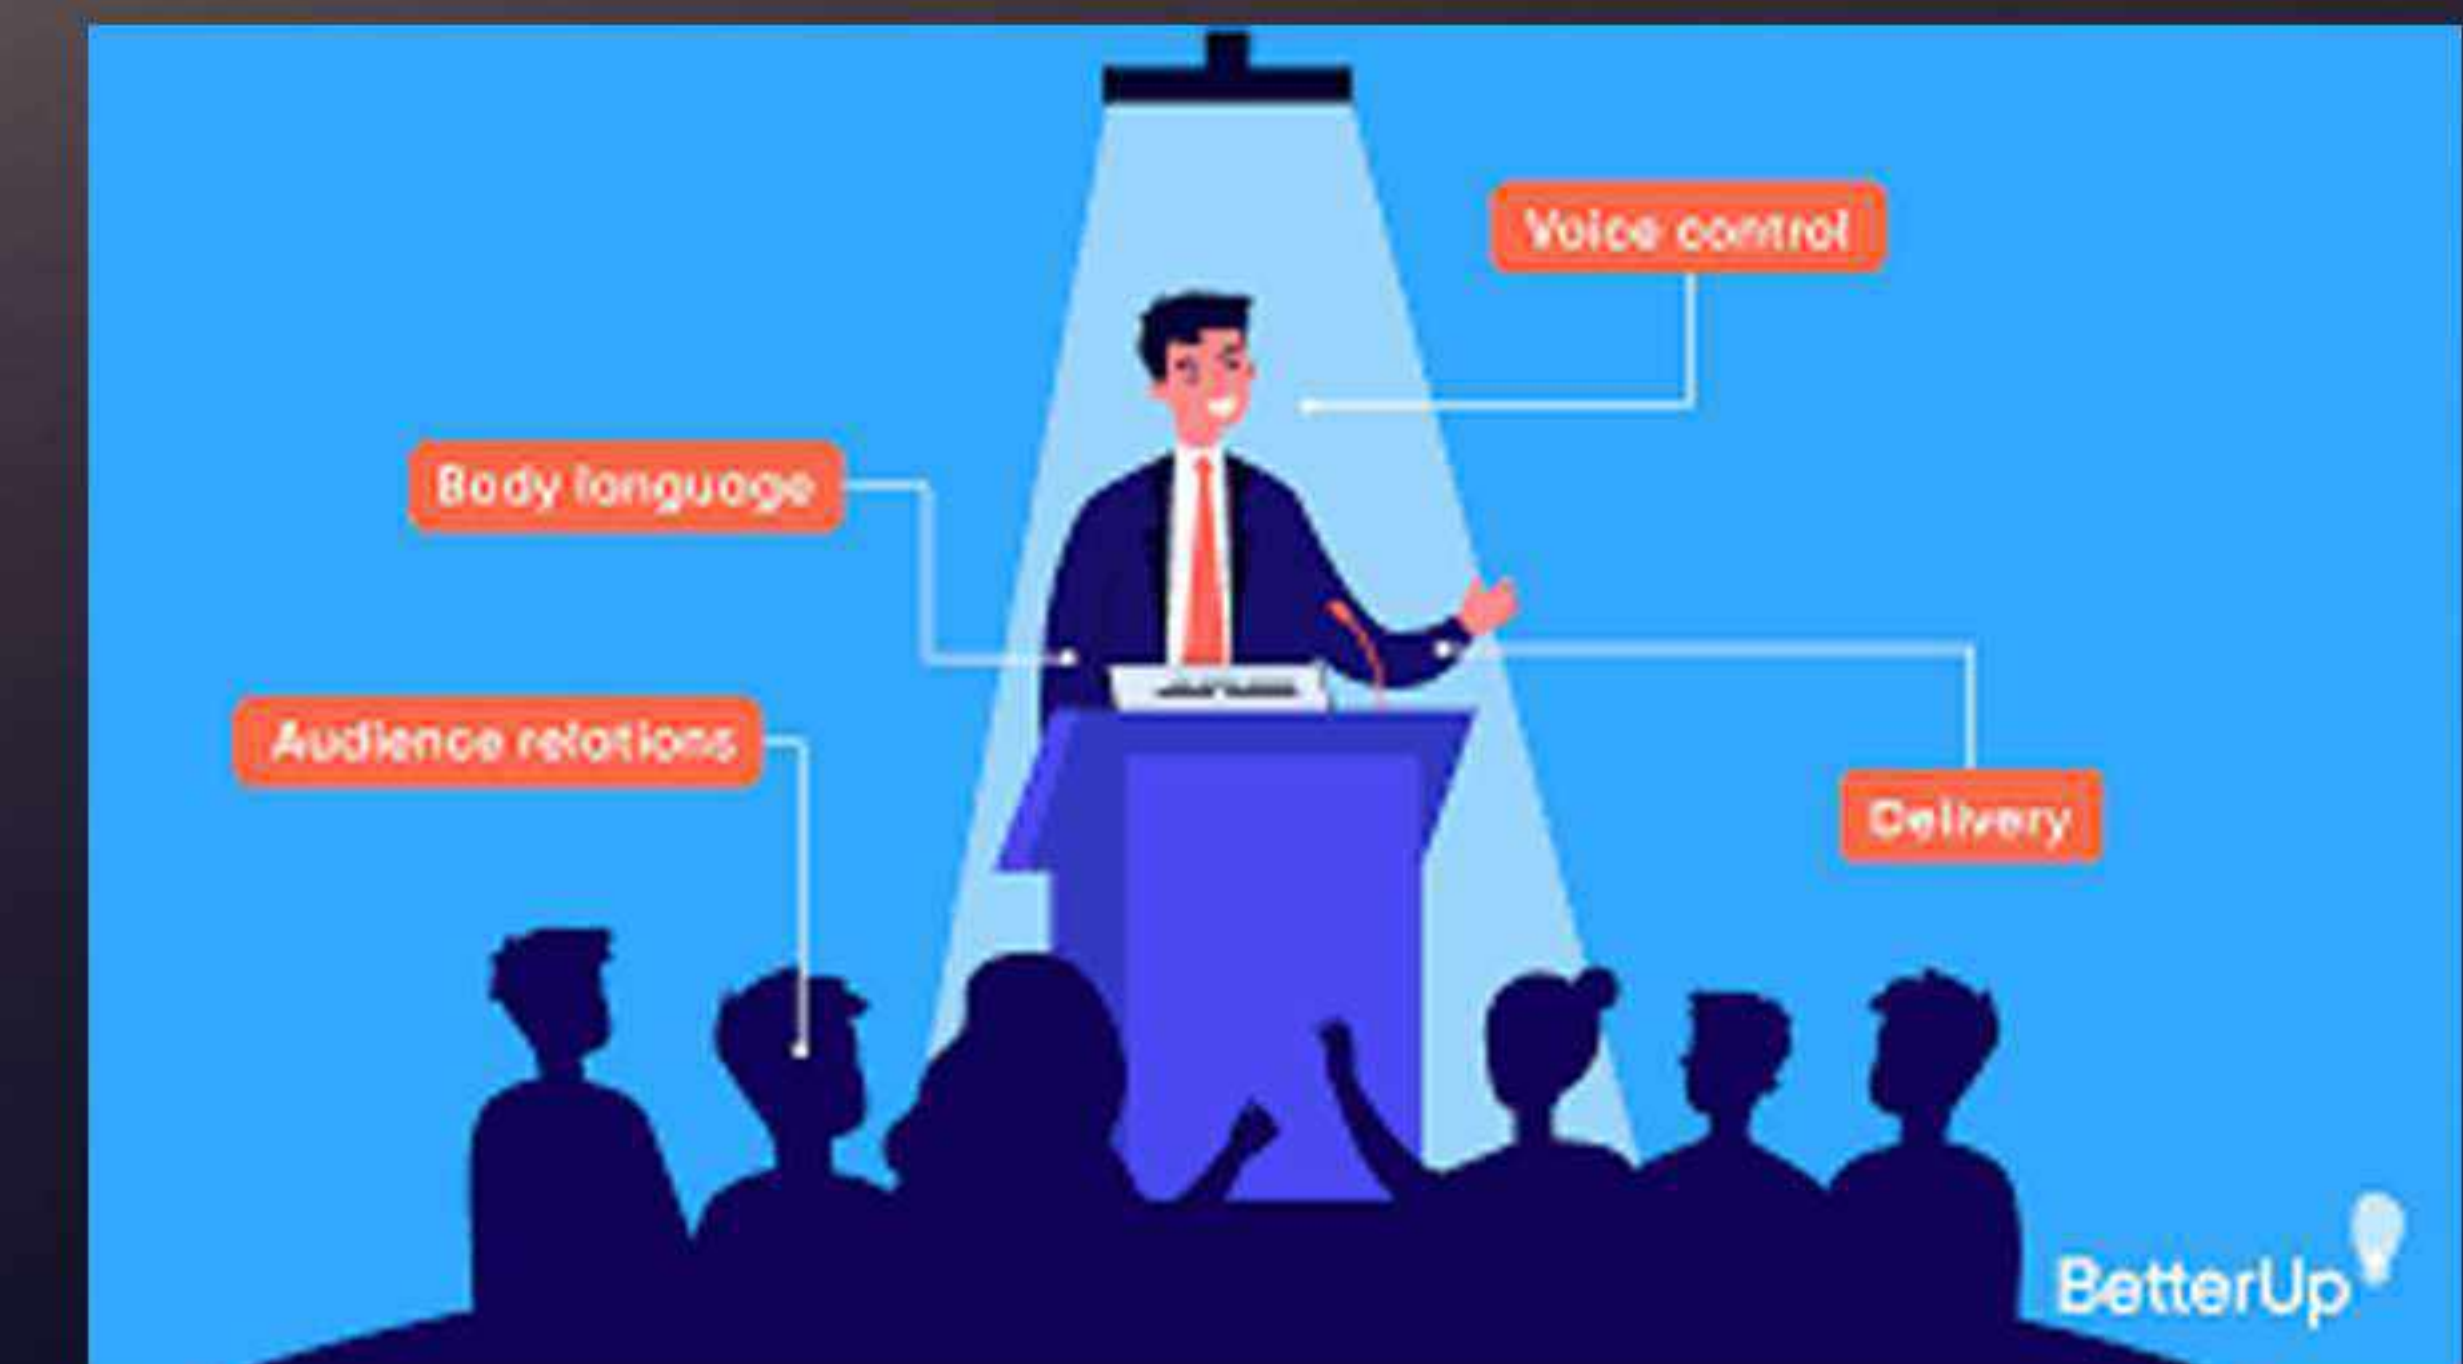 Voice control
Body language
Audience relations
Delivery
BetterUp